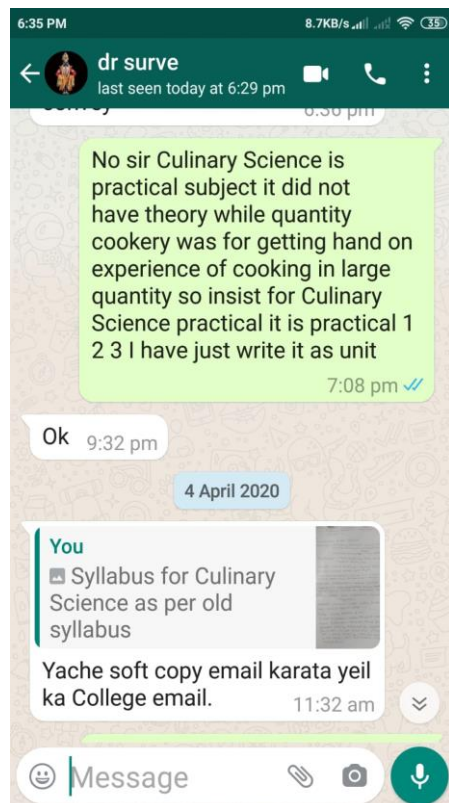 6:35 PM
8.7KB/s
35
dr surve
last seen today at 6:29 pm
6:36 pm
No sir Culinary Science is
practical subject it did not
have theory while quantity
cookery was for getting hand on
experience of cooking in large
quantity so insist for Culinary
Science practical it is practical 1
2 3 I have just write it as unit
7:08 pm
Ok
9:32 pm
4 April 2020
You
Syllabus for Culinary
Science as per old
syllabus
Yache soft copy email karata yeil
ka College email.
11:32 am
Message